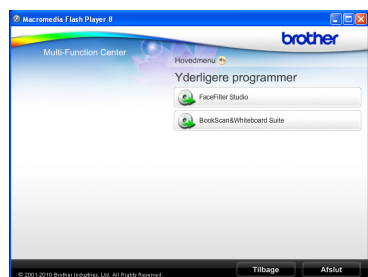 Macromedia Flash Player 8
brother
Multi-Function Center
Hovedmenu
Yderligere programmer
FaceFilter Studio
BookScan&Whiteboard Suite
© 2001-2010 Brother Industries, Ltd. All Rights Reserved.
Tilbage
Afslut